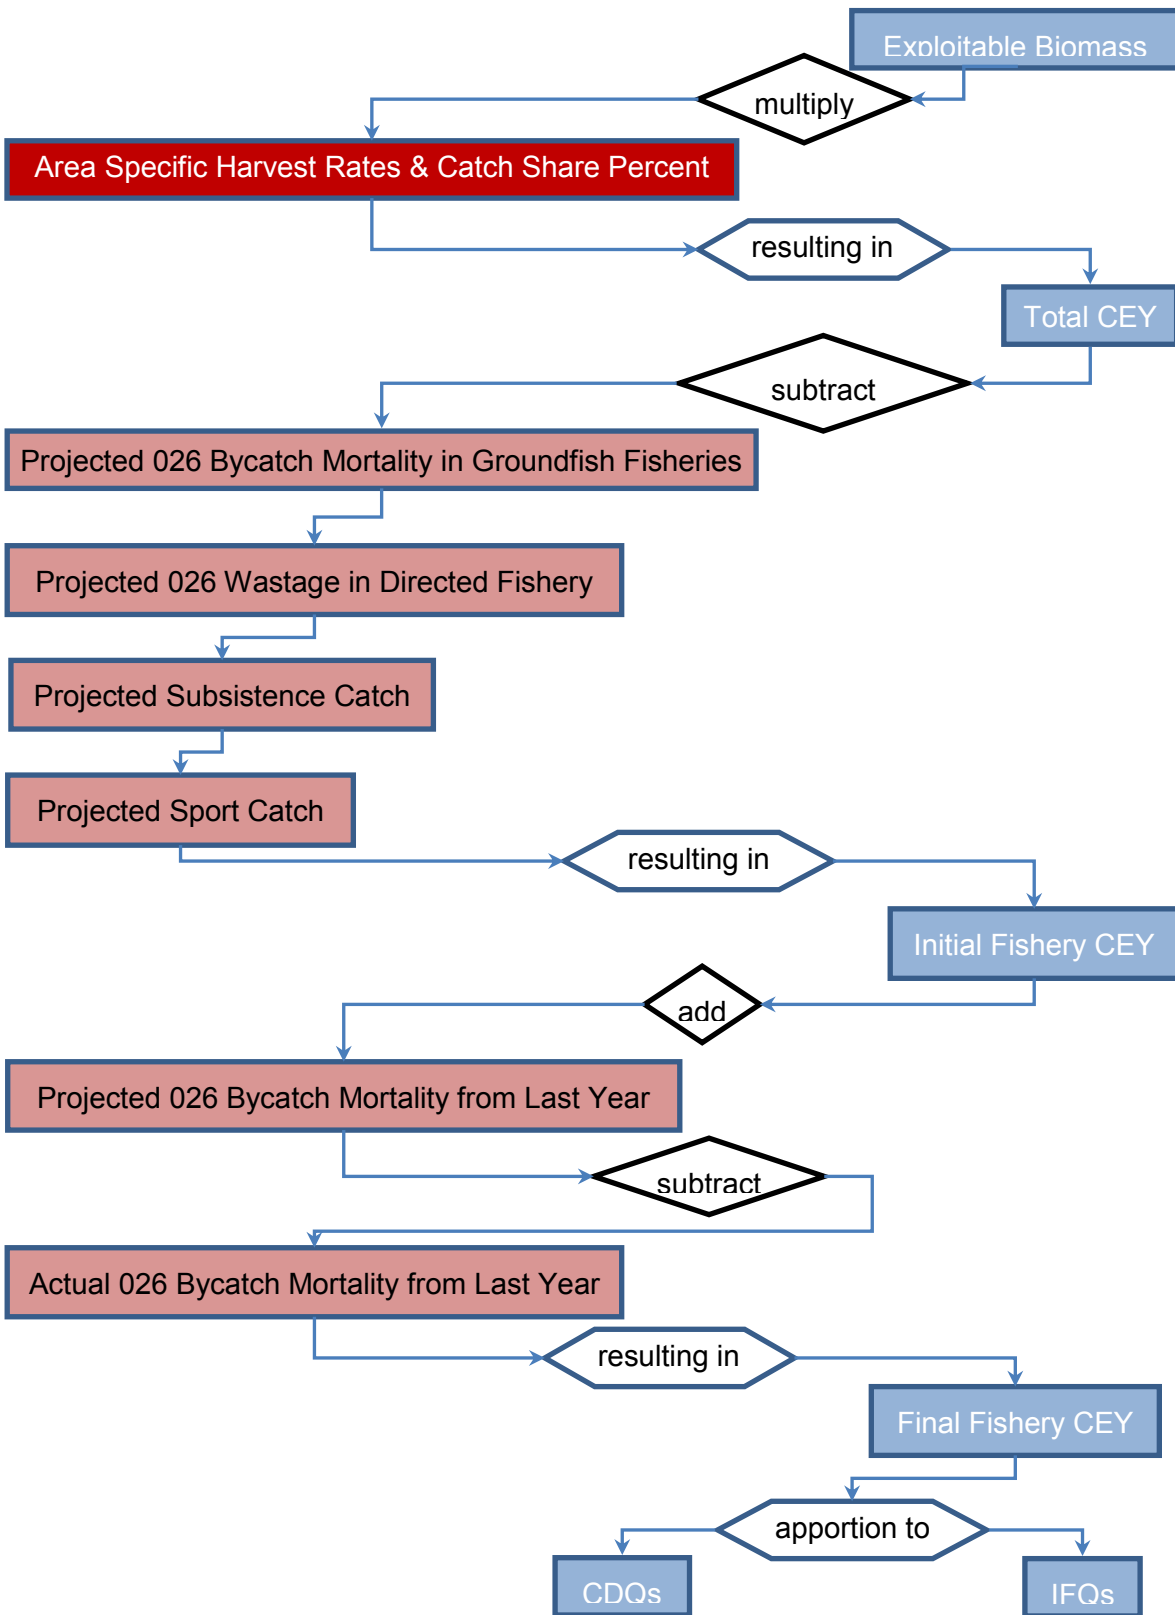 Exploitable Biomass
multiply
Area Specific Harvest Rates & Catch Share Percent
resulting in
Total CEY
subtract
Projected 026 Bycatch Mortality in Groundfish Fisheries
Projected 026 Wastage in Directed Fishery
Projected Subsistence Catch
Projected Sport Catch
resulting in
Initial Fishery CEY
add
Projected 026 Bycatch Mortality from Last Year
subtract
Actual 026 Bycatch Mortality from Last Year
resulting in
Final Fishery CEY
apportion to
CDQs
IFQs